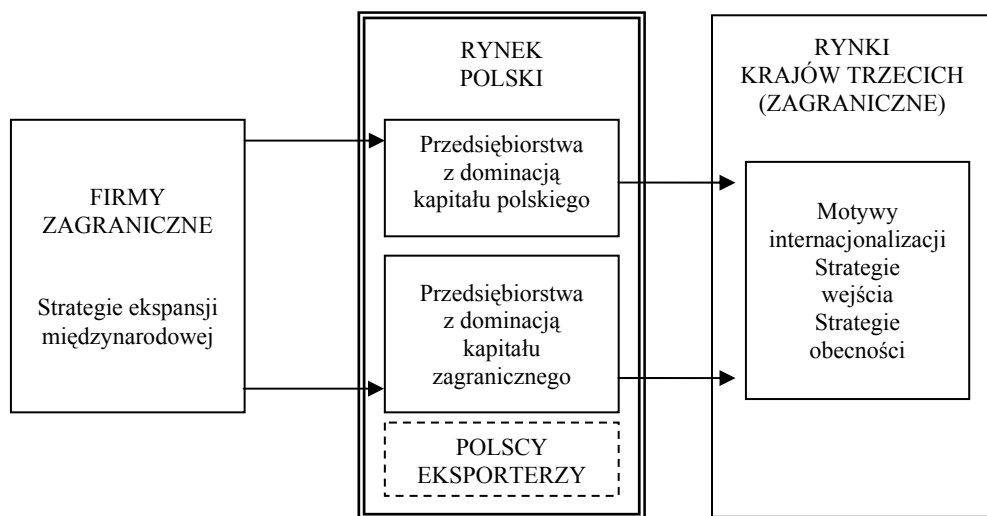 FIRMY
ZAGRANICZNE
Strategie ekspansji
międzynarodowej
RYNEK
POLSKI
Przedsiębiorstwa
z dominacją
kapitału polskiego
Przedsiębiorstwa
z dominacją
kapitału
zagranicznego
POLSCY
EKSPORTERZY
RYNKI
KRAJÓW TRZECICH
(ZAGRANICZNE)
Motywy
internacjonalizacji
Strategie
wejścia
Strategie
obecności